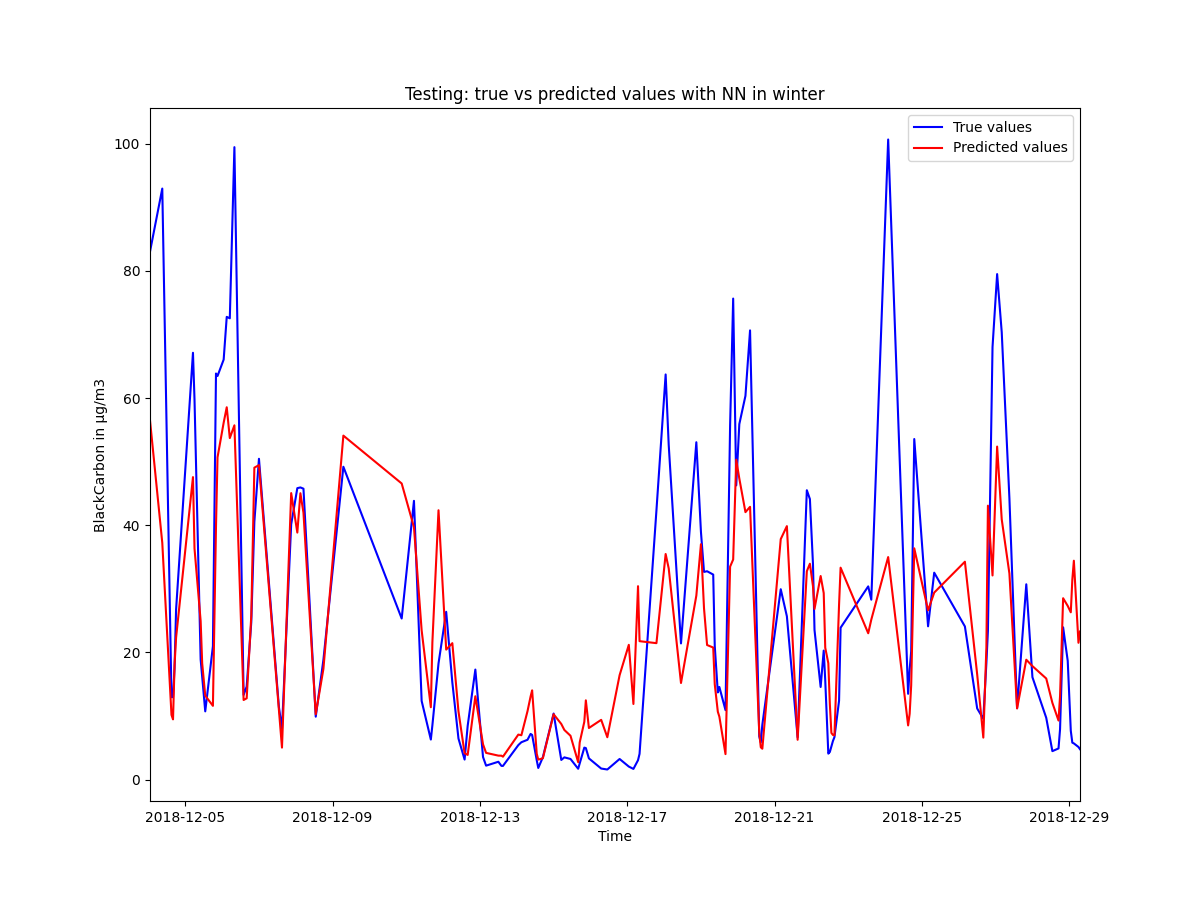 Testing: true vs predicted values with NN in winter
True values
Predicted values
BlackCarbon in µg/m3
100
80
60
40
20
0
2018-12-05 2018-12-09 2018-12-13 2018-12-17 2018-12-21 2018-12-25 2018-12-29
Time